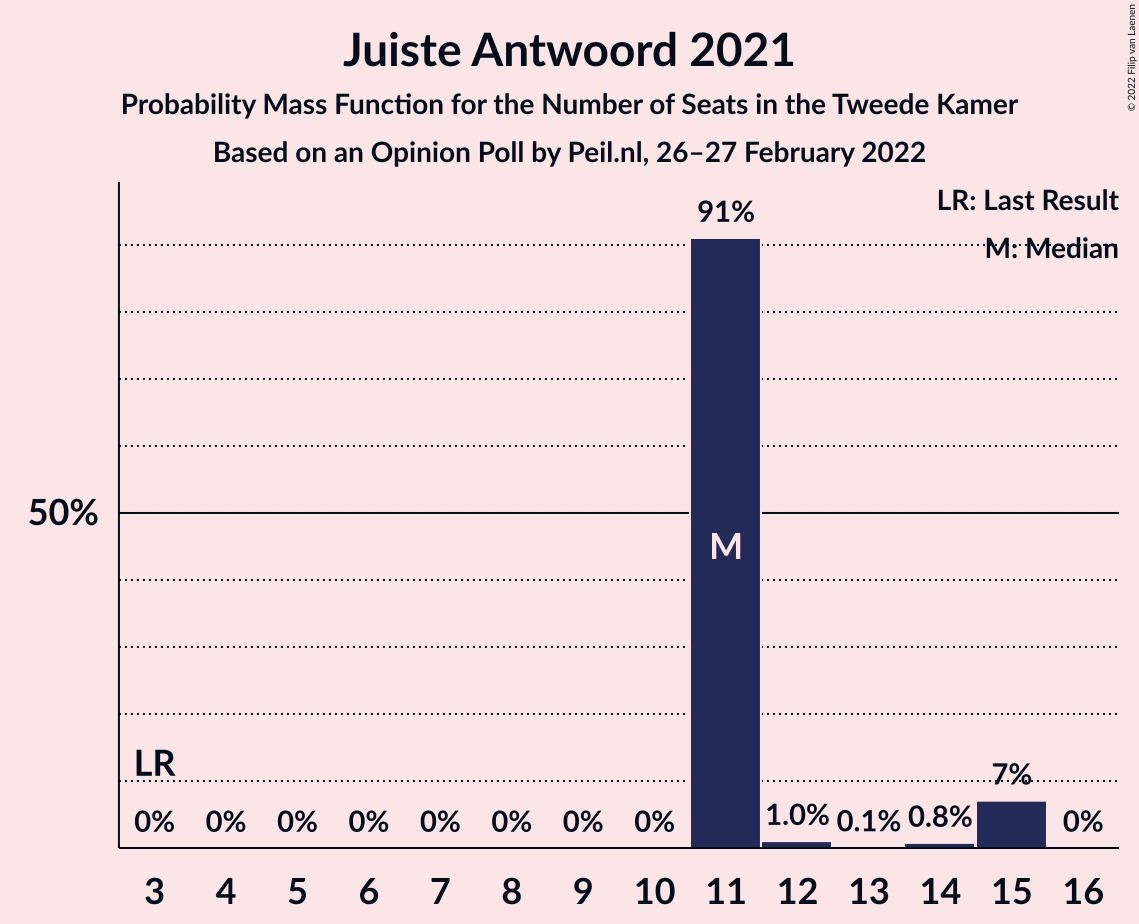 Juiste Antwoord 2021
Probability Mass Function for the Number of Seats in the Tweede Kamer
Based on an Opinion Poll by Peil.nl, 26–27 February 2022
© 2022 Filip van Laenen
LR: Last Result
M: Median
91%
50%
M
LR
7%
0% 0% 0% 0% 0% 0% 0% 0% 1.0% 0.1% 0.8% 0%
3 4 5 6 7 8 9 10 11 12 13 14 15 16